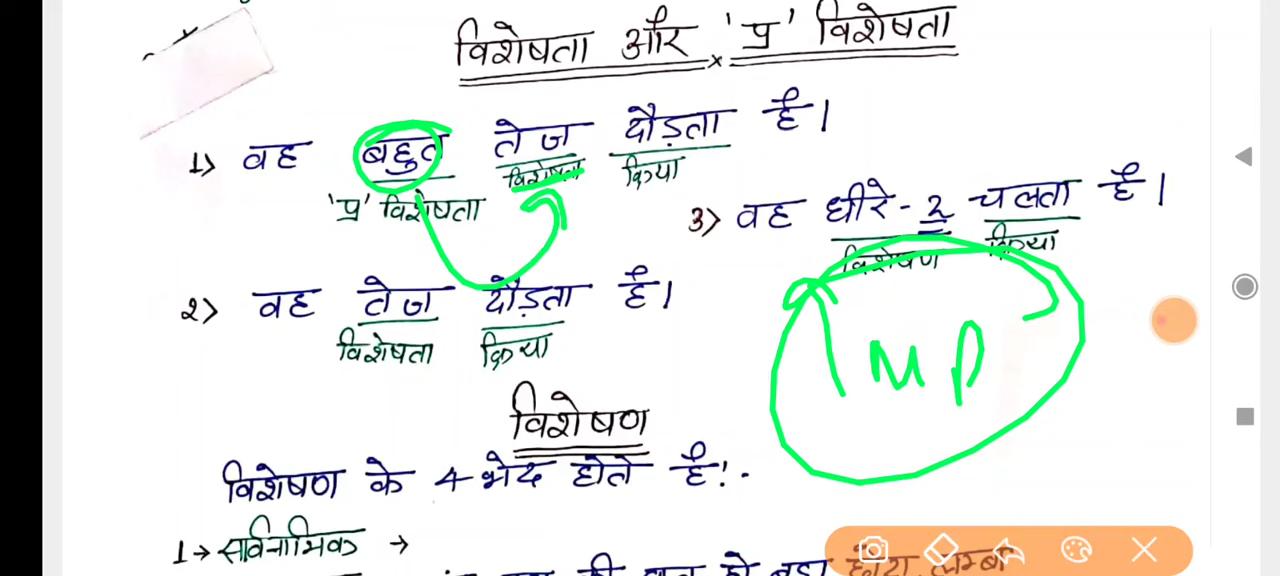 विशेषता और 'प्र' विशेषता
1> वह बहुत तेज दौड़ता है।
'प्र' विशेषता विशेषता क्रिया
3> वह धीरे-2 चलता है।
विशेषण क्रिया
2> वह तेज दौड़ता है।
विशेषता क्रिया
IMP
विशेषण
विशेषण के 4 भेद होते है:-
1→ सार्वनामिक →